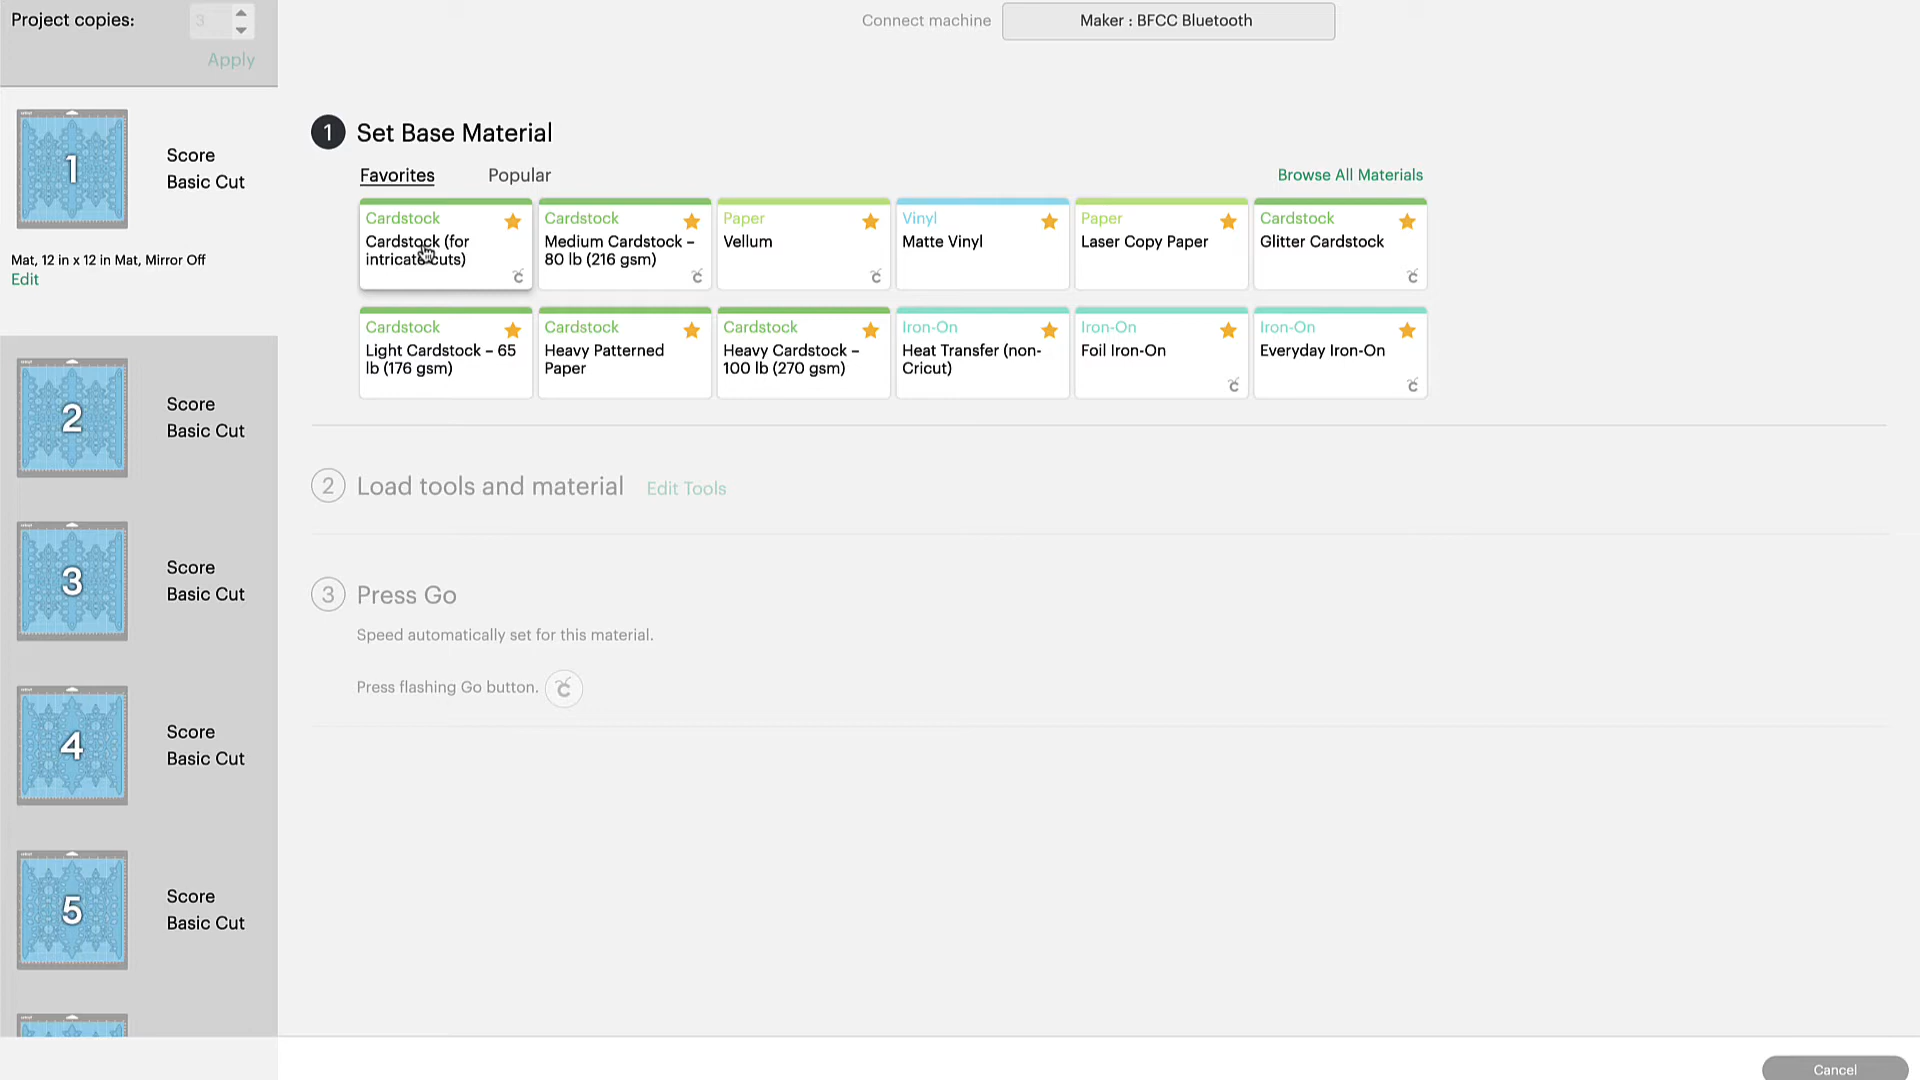 Project copies:
3
Apply
Connect machine
Maker : BFCC Bluetooth
1
Score
Basic Cut
Mat, 12 in x 12 in Mat, Mirror Off
Edit
2
Score
Basic Cut
3
Score
Basic Cut
4
Score
Basic Cut
5
Score
Basic Cut
1
Set Base Material
Favorites
Popular
Browse All Materials
Cardstock
Cardstock (for
intricate cuts)
Cardstock
Medium Cardstock –
80 lb (216 gsm)
Paper
Vellum
Vinyl
Matte Vinyl
Paper
Laser Copy Paper
Cardstock
Glitter Cardstock
Cardstock
Light Cardstock – 65
lb (176 gsm)
Cardstock
Heavy Patterned
Paper
Cardstock
Heavy Cardstock –
100 lb (270 gsm)
Iron-On
Heat Transfer (non-
Cricut)
Iron-On
Foil Iron-On
Iron-On
Everyday Iron-On
2
Load tools and material
Edit Tools
3
Press Go
Speed automatically set for this material.
Press flashing Go button.
Cancel